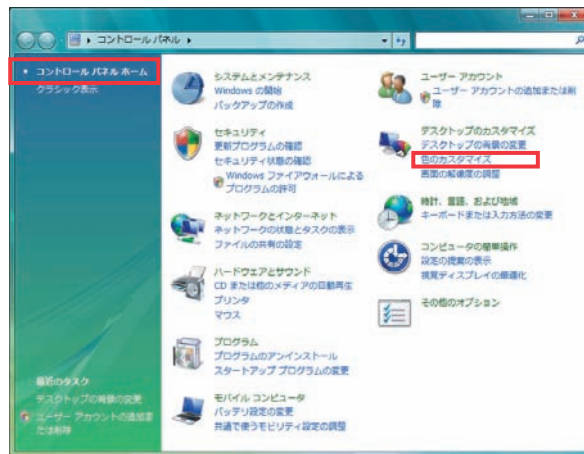 コントロール パネル
コントロール パネル ホーム
クラシック表示
システムとメンテナンス
Windows の開始
バックアップの作成
セキュリティ
更新プログラムの確認
セキュリティ状態の確認
Windows ファイアウォールによる
プログラムの許可
ネットワークとインターネット
ネットワークの状態とタスクの表示
ファイルの共有の設定
ハードウェアとサウンド
CD または他のメディアの自動再生
プリンタ
マウス
プログラム
プログラムのアンインストール
スタートアップ プログラムの変更
モバイル コンピュータ
バッテリ設定の変更
共通で使うモビリティ設定の調整
ユーザー アカウント
ユーザー アカウントの追加または削
除
デスクトップのカスタマイズ
デスクトップの背景の変更
色のカスタマイズ
画面の解像度の調整
時計、言語、および地域
キーボードまたは入力方法の変更
コンピュータの簡単操作
設定の提案の表示
視覚ディスプレイの最適化
その他のオプション
最近のタスク
デスクトップの背景の変更
ユーザー アカウントの追加ま
たは削除